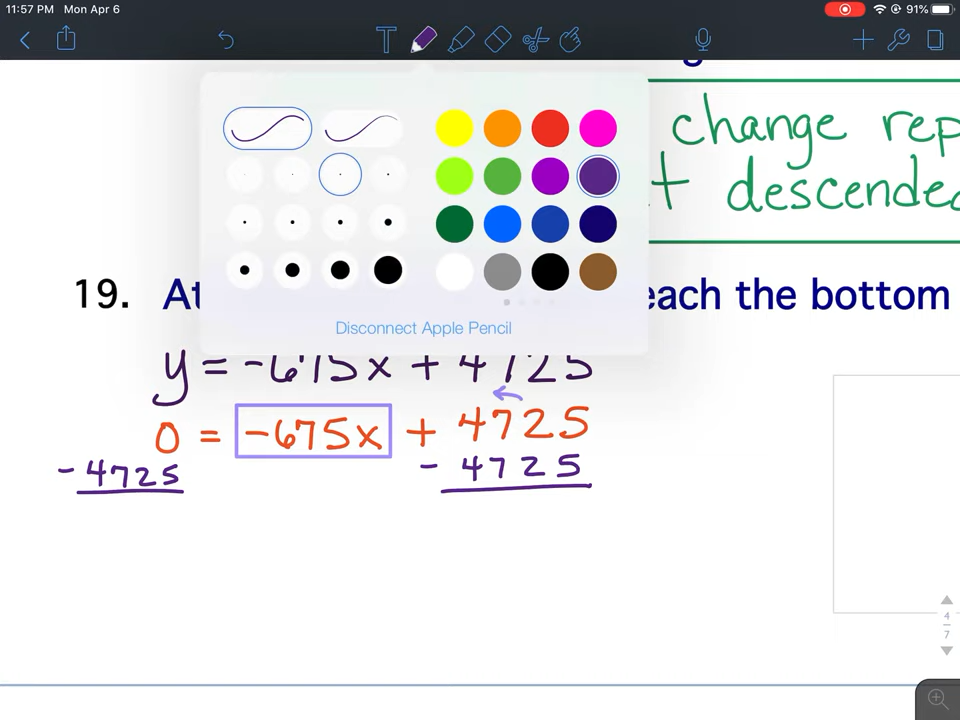 11:57 PM Mon Apr 6 91%
T
change rep
t descended
Disconnect Apple Pencil
19. At each the bottom
y = -675x + 4725
0 = -675x + 4725
-4725 - 4725
4
7